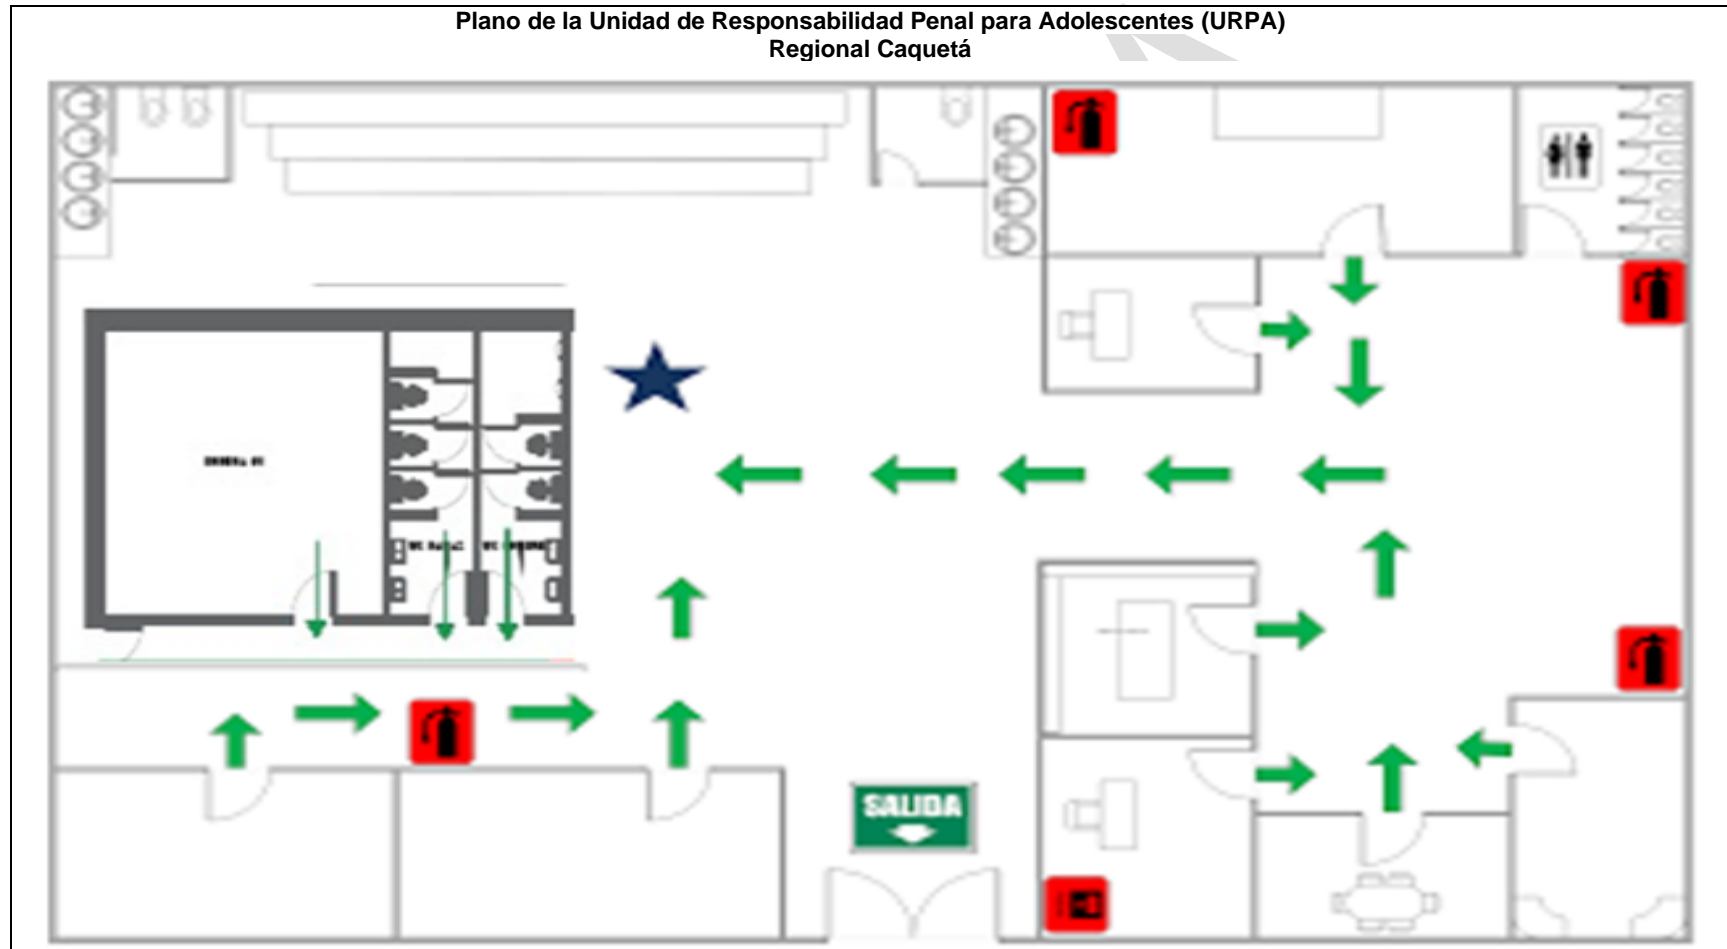 Plano de la Unidad de Responsabilidad Penal para Adolescentes (URPA)
Regional Caquetá
SALIDA